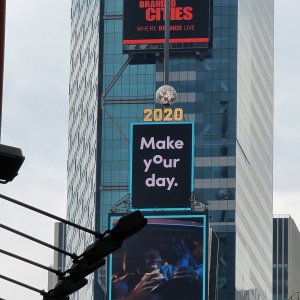 BRANDED
CITIES
WHERE BRANDS LIVE
2020
Make
your
day.